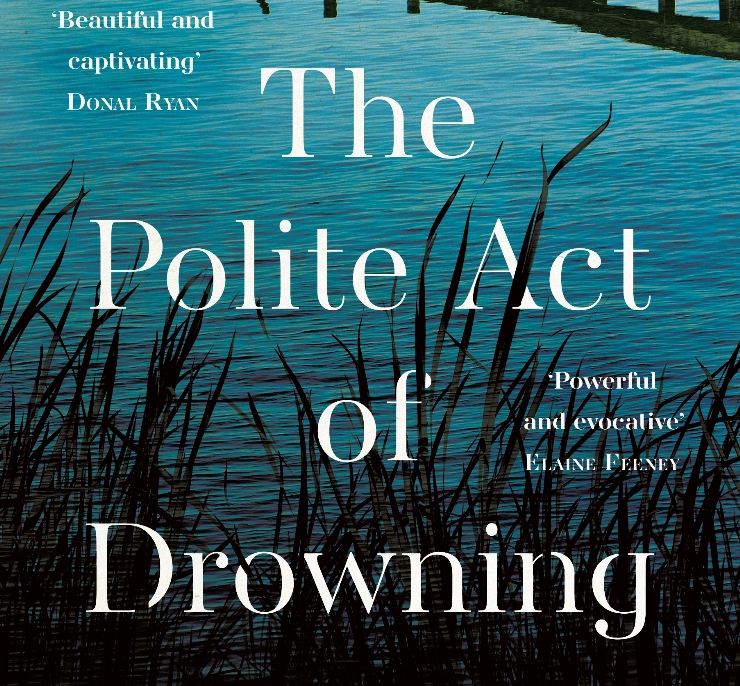 ‘Beautiful and
captivating’
DONAL RYAN
The
Polite Act
of
Drowning
‘Powerful
and evocative’
ELAINE FEENEY